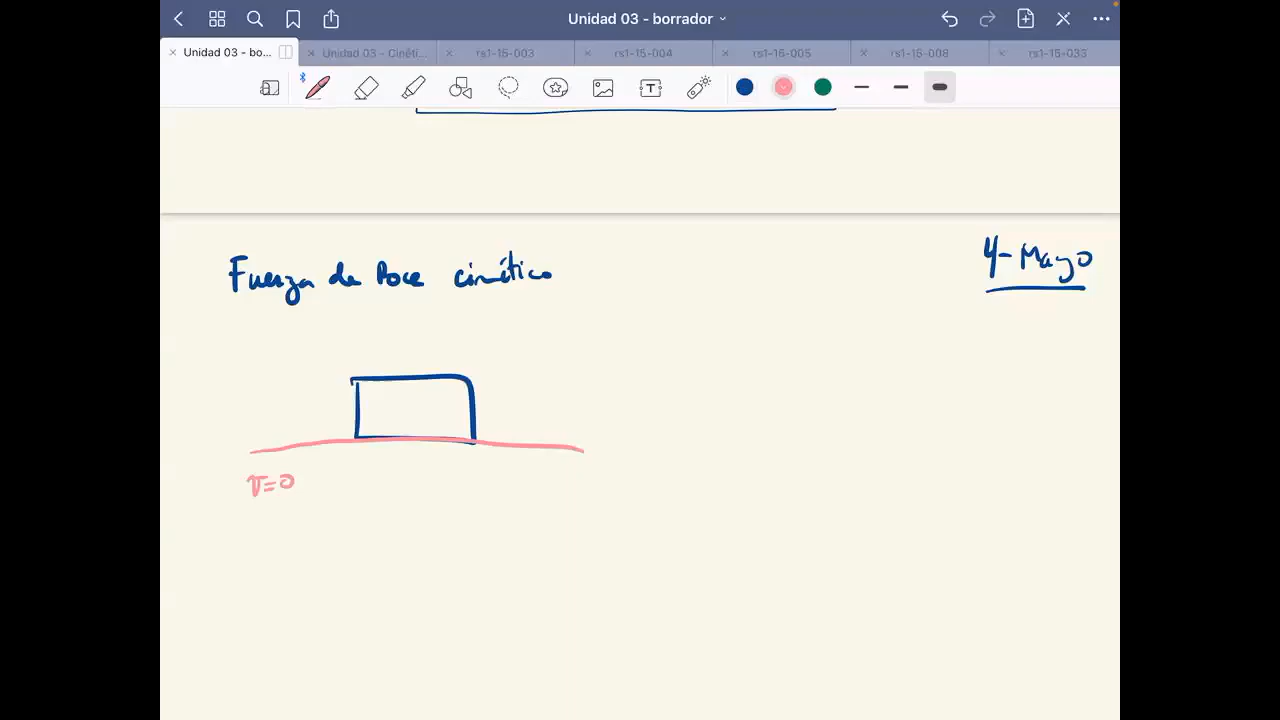 Unidad 03 - borrador
Unidad 03 - bo...
Unidad 03 - Cinéti...
rs1-15-003
rs1-15-004
rs1-16-005
rs1-15-008
rs1-15-033
T
4-Mayo
Fuerza de Roce cinético
v=0